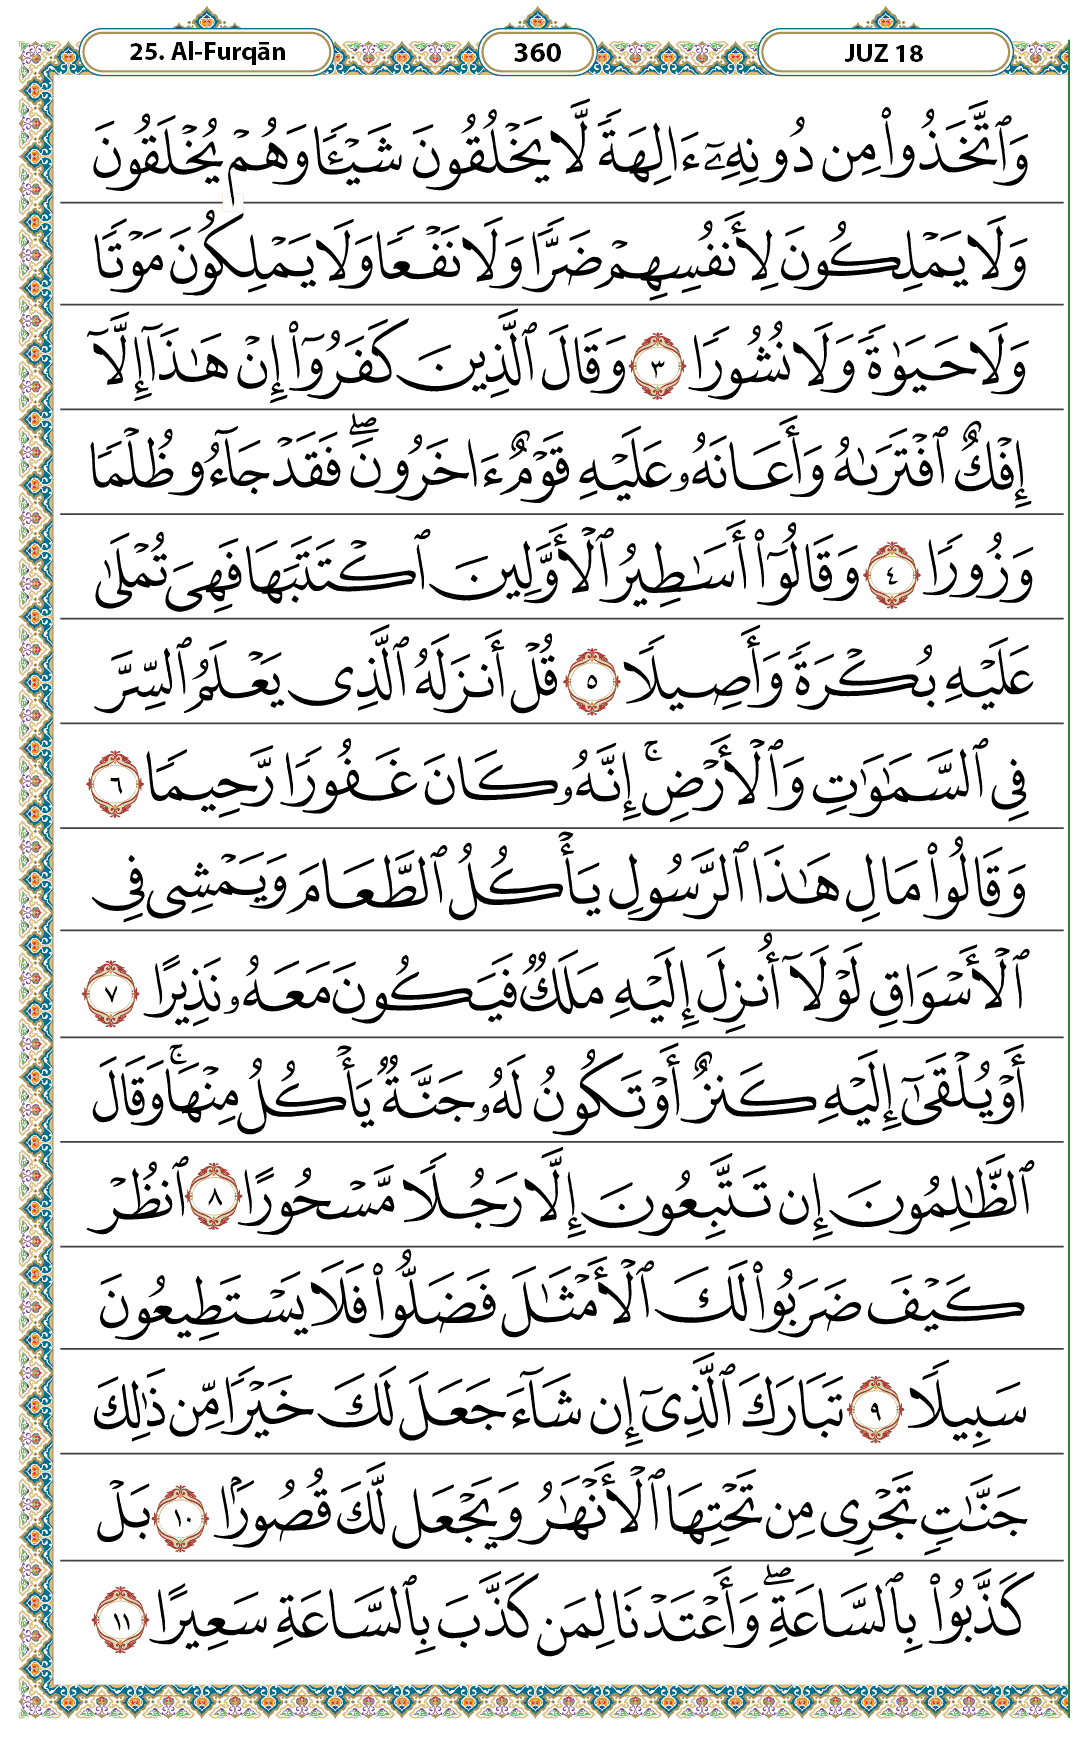 25. Al-Furqān 360 JUZ 18
وَٱتَّخَذُوا۟ مِن دُونِهِۦٓ ءَالِهَةً لَّا يَخْلُقُونَ شَيْـًٔا وَهُمْ يُخْلَقُونَ
وَلَا يَمْلِكُونَ لِأَنفُسِهِمْ ضَرًّا وَلَا نَفْعًا وَلَا يَمْلِكُونَ مَوْتًا
وَلَا حَيَوٰةً وَلَا نُشُورًا ٣ وَقَالَ ٱلَّذِينَ كَفَرُوٓا۟ إِنْ هَـٰذَآ إِلَّآ
إِفْكٌ ٱفْتَرَىٰهُ وَأَعَانَهُۥ عَلَيْهِ قَوْمٌ ءَاخَرُونَ ۖ فَقَدْ جَآءُو ظُلْمًا
وَزُورًا ٤ وَقَالُوٓا۟ أَسَـٰطِيرُ ٱلْأَوَّلِينَ ٱكْتَتَبَهَا فَهِىَ تُمْلَىٰ
عَلَيْهِ بُكْرَةً وَأَصِيلًا ٥ قُلْ أَنزَلَهُ ٱلَّذِى يَعْلَمُ ٱلسِّرَّ
فِى ٱلسَّمَـٰوَٰتِ وَٱلْأَرْضِ ۚ إِنَّهُۥ كَانَ غَفُورًا رَّحِيمًا ٦
وَقَالُوا۟ مَالِ هَـٰذَا ٱلرَّسُولِ يَأْكُلُ ٱلطَّعَامَ وَيَمْشِى فِى
ٱلْأَسْوَاقِ لَوْلَآ أُنزِلَ إِلَيْهِ مَلَكٌ فَيَكُونَ مَعَهُۥ نَذِيرًا ٧
أَوْ يُلْقَىٰٓ إِلَيْهِ كَنزٌ أَوْ تَكُونُ لَهُۥ جَنَّةٌ يَأْكُلُ مِنْهَا ۚ وَقَالَ
ٱلظَّـٰلِمُونَ إِن تَتَّبِعُونَ إِلَّا رَجُلًا مَّسْحُورًا ٨ ٱنظُرْ
كَيْفَ ضَرَبُوا۟ لَكَ ٱلْأَمْثَـٰلَ فَضَلُّوا۟ فَلَا يَسْتَطِيعُونَ
سَبِيلًا ٩ تَبَارَكَ ٱلَّذِىٓ إِن شَآءَ جَعَلَ لَكَ خَيْرًا مِّن ذَٰلِكَ
جَنَّـٰتٍ تَجْرِى مِن تَحْتِهَا ٱلْأَنْهَـٰرُ وَيَجْعَل لَّكَ قُصُورًۢا ١٠ بَلْ
كَذَّبُوا۟ بِٱلسَّاعَةِ ۖ وَأَعْتَدْنَا لِمَن كَذَّبَ بِٱلسَّاعَةِ سَعِيرًا ١١